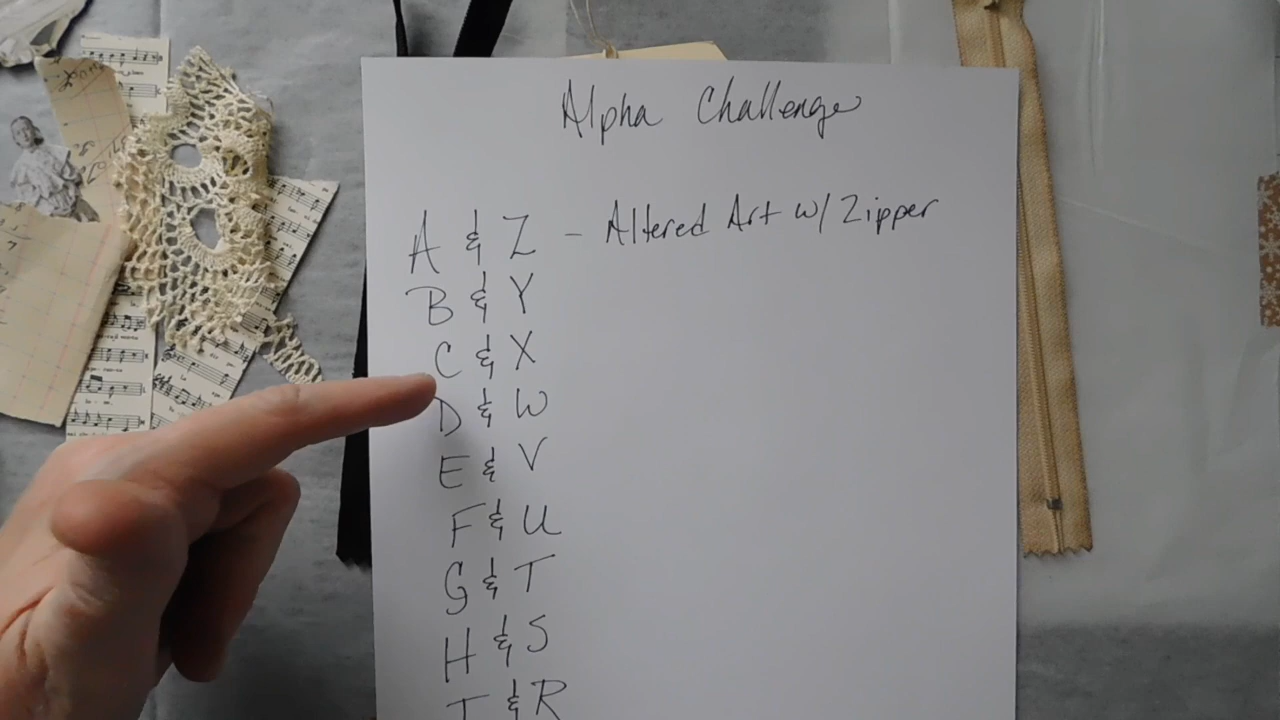 Alpha Challenge
A & Z - Altered Art w/ Zipper
B & Y
C & X
D & W
E & V
F & U
G & T
H & S
I & R